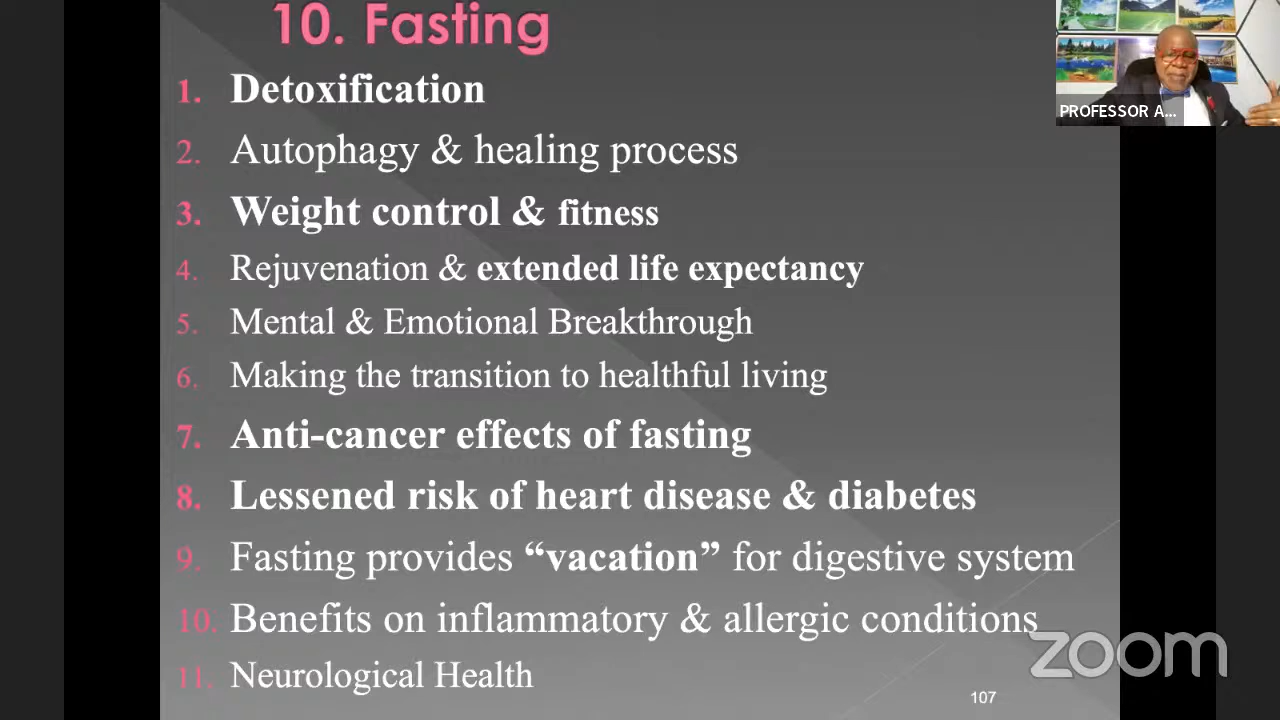 10. Fasting
1. Detoxification
2. Autophagy & healing process
3. Weight control & fitness
4. Rejuvenation & extended life expectancy
5. Mental & Emotional Breakthrough
6. Making the transition to healthful living
7. Anti-cancer effects of fasting
8. Lessened risk of heart disease & diabetes
9. Fasting provides “vacation” for digestive system
10. Benefits on inflammatory & allergic conditions
11. Neurological Health
107
PROFESSOR A...
zoom